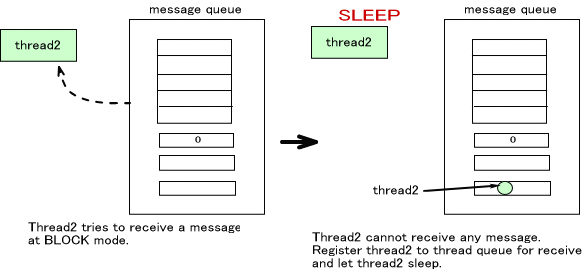 message queue
thread2
0
Thread2 tries to receive a message
at BLOCK mode.
SLEEP
message queue
thread2
0
thread2
Thread2 cannot receive any message.
Register thread2 to thread queue for receive
and let thread2 sleep.